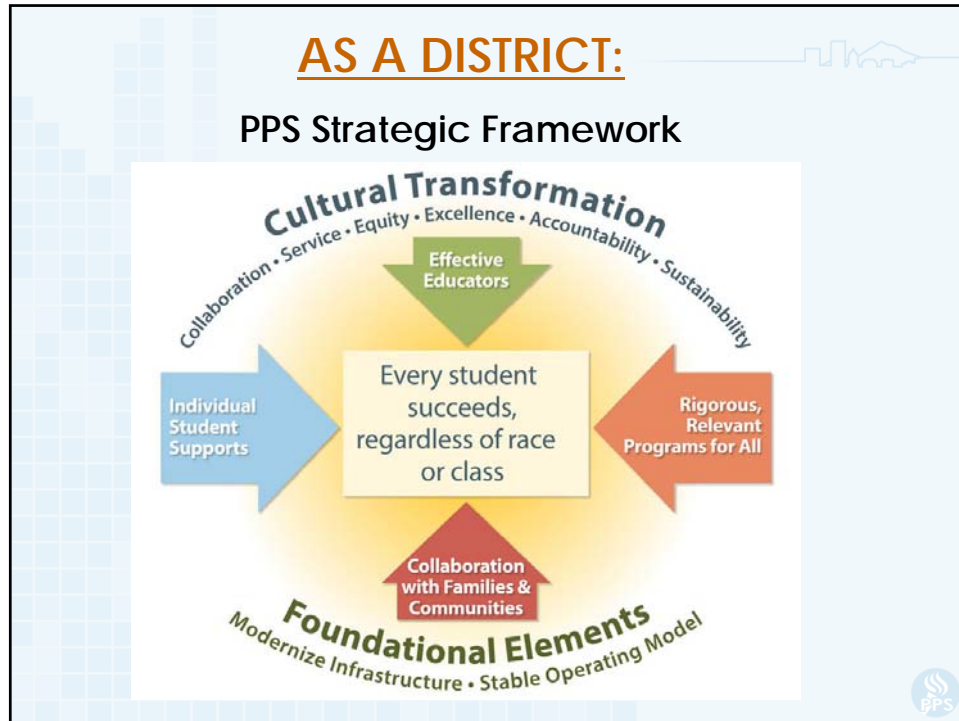 AS A DISTRICT:
PPS Strategic Framework
Cultural Transformation
Collaboration • Service • Equity • Excellence • Accountability • Sustainability
Effective
Educators
Individual
Student
Supports
Every student
succeeds,
regardless of race
or class
Rigorous,
Relevant
Programs for All
Collaboration
with Families &
Communities
Foundational Elements
Modernize Infrastructure • Stable Operating Model
PPS